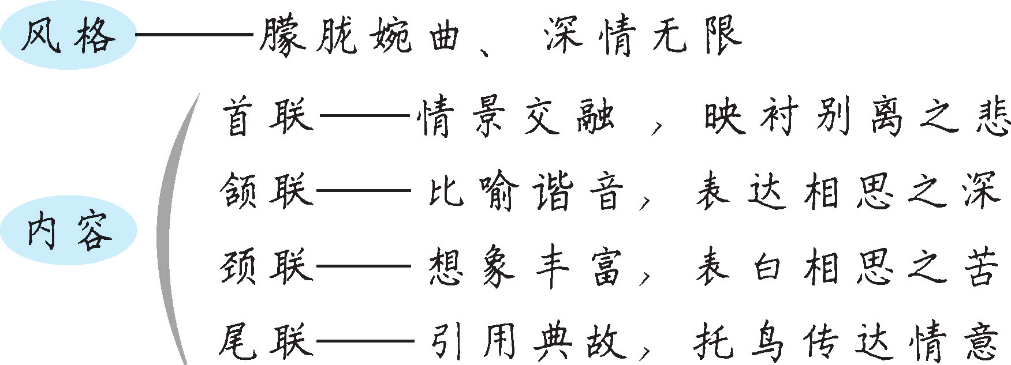 风格——朦胧婉曲、深情无限
首联——情景交融，映衬别离之悲
颔联——比喻谐音，表达相思之深
内容
颈联——想象丰富，表白相思之苦
尾联——引用典故，托鸟传达情意